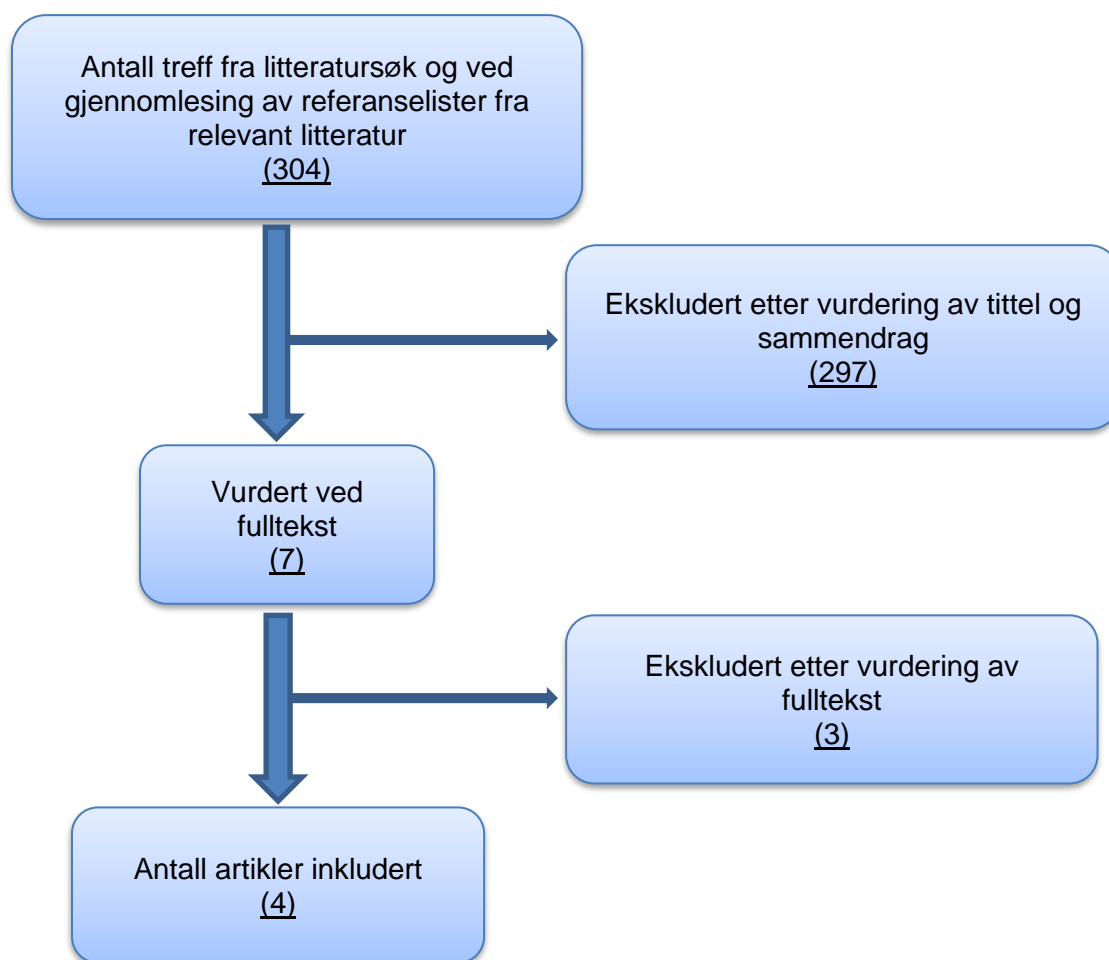 Antall treff fra litteratursøk og ved
gjennomlesing av referanselister fra
relevant litteratur
(304)
Ekskludert etter vurdering av tittel og
sammendrag
(297)
Vurdert ved
fulltekst
(7)
Ekskludert etter vurdering av
fulltekst
(3)
Antall artikler inkludert
(4)